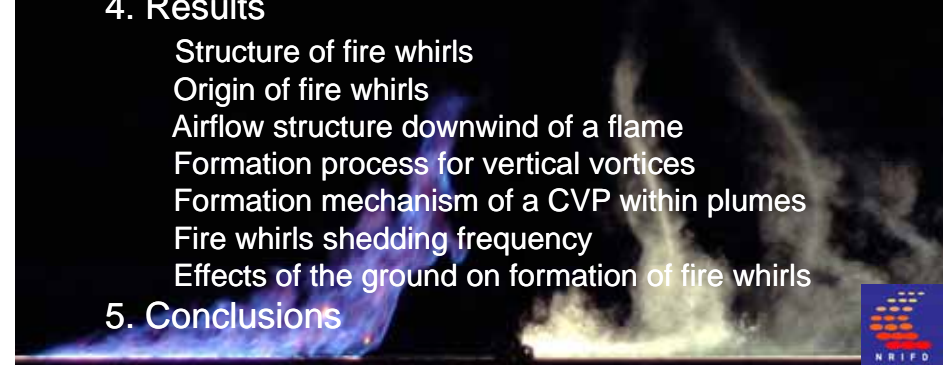 4. Results
Structure of fire whirls
Origin of fire whirls
Airflow structure downwind of a flame
Formation process for vertical vortices
Formation mechanism of a CVP within plumes
Fire whirls shedding frequency
Effects of the ground on formation of fire whirls
5. Conclusions
NRIFD